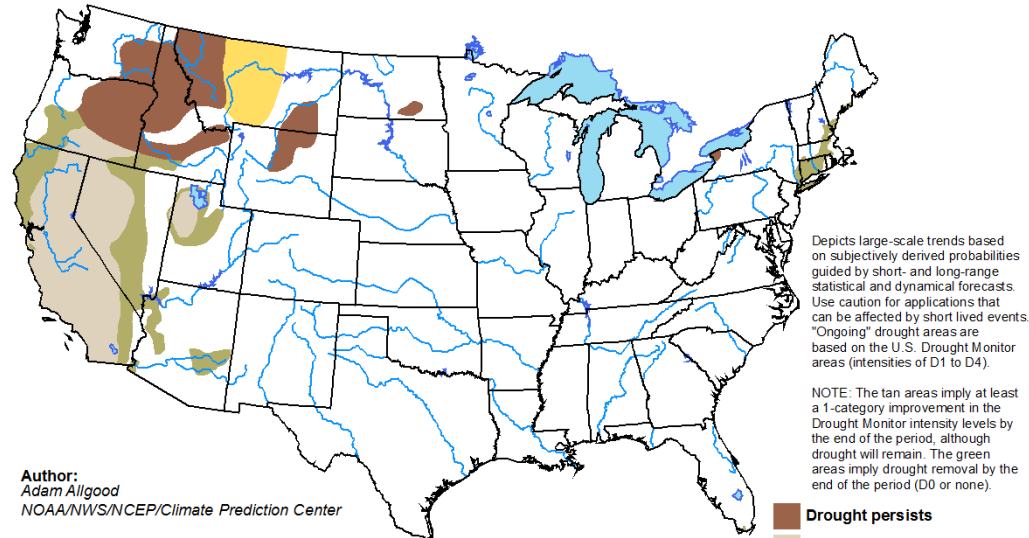 Depicts large-scale trends based
on subjectively derived probabilities
guided by short- and long-range
statistical and dynamical forecasts.
Use caution for applications that
can be affected by short lived events.
"Ongoing" drought areas are
based on the U.S. Drought Monitor
areas (intensities of D1 to D4).
NOTE: The tan areas imply at least
a 1-category improvement in the
Drought Monitor intensity levels by
the end of the period, although
drought will remain. The green
areas imply drought removal by the
end of the period (D0 or none).
Author:
Adam Allgood
NOAA/NWS/NCEP/Climate Prediction Center
Drought persists